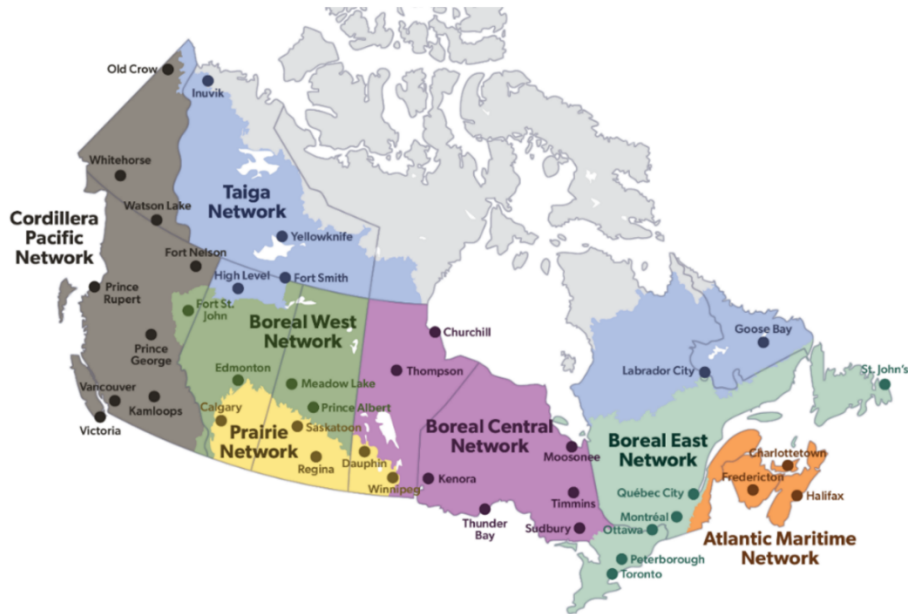 Old Crow
Inuvik
Whitehorse
Taiga
Network
Watson Lake
Cordillera
Pacific
Network
Yellowknife
Fort Nelson
High Level
Fort Smith
Prince
Rupert
Fort St.
John
Boreal West
Network
Churchill
Goose Bay
Prince
George
Thompson
Labrador City
St. John's
Edmonton
Meadow Lake
Vancouver
Kamloops
Calgary
Prince Albert
Victoria
Prairie
Network
Saskatoon
Boreal Central
Network
Boreal East
Network
Moosonee
Charlottetown
Regina
Dauphin
Fredericton
Winnipeg
Kenora
Timmins
Québec City
Halifax
Thunder
Bay
Sudbury
Montréal
Ottawa
Atlantic Maritime
Network
Peterborough
Toronto